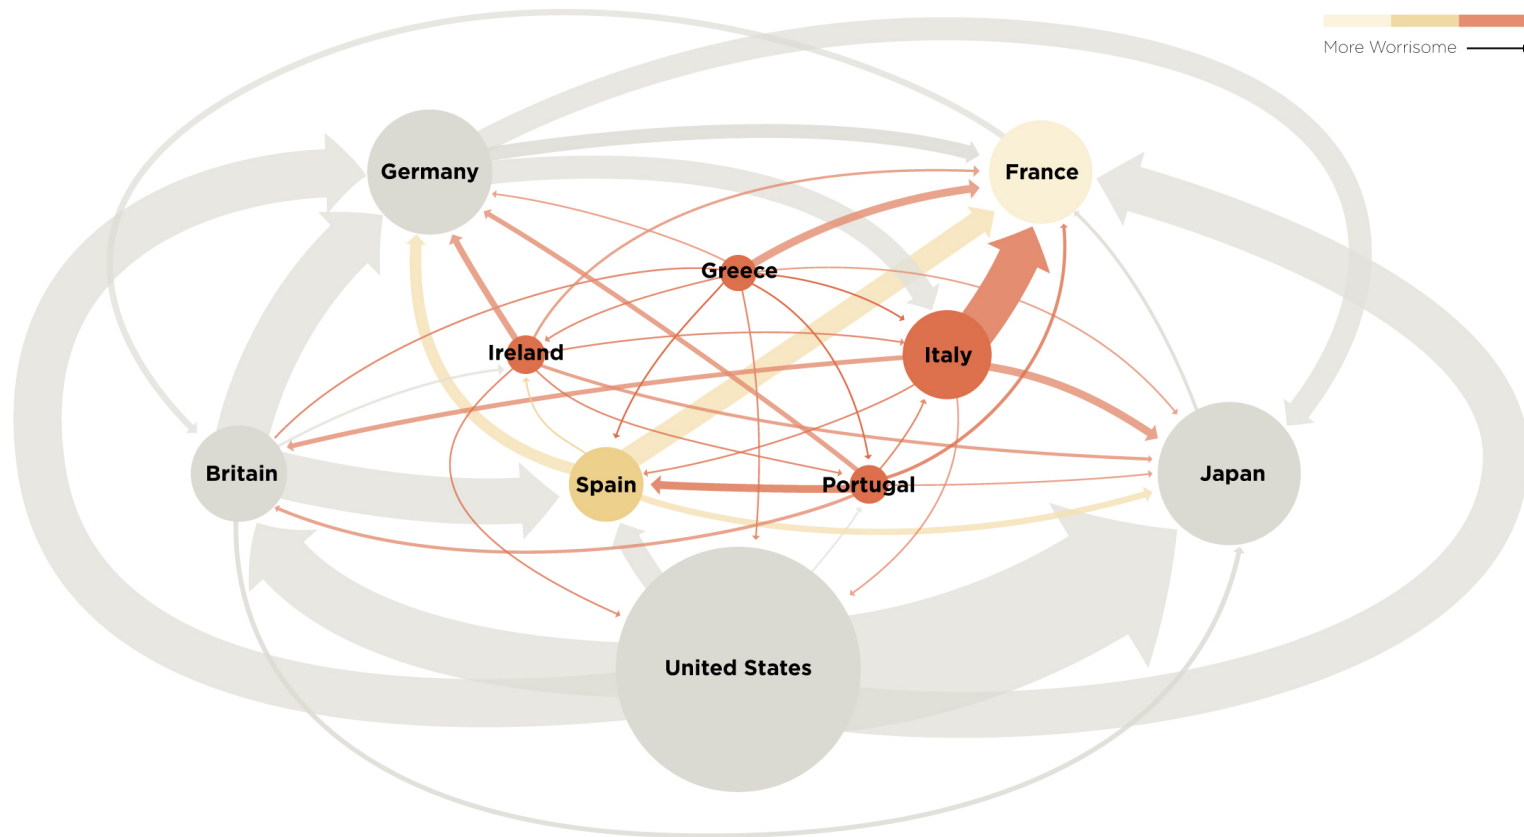 More Worrisome
Germany
France
Greece
Ireland
Italy
Britain
Spain
Portugal
Japan
United States